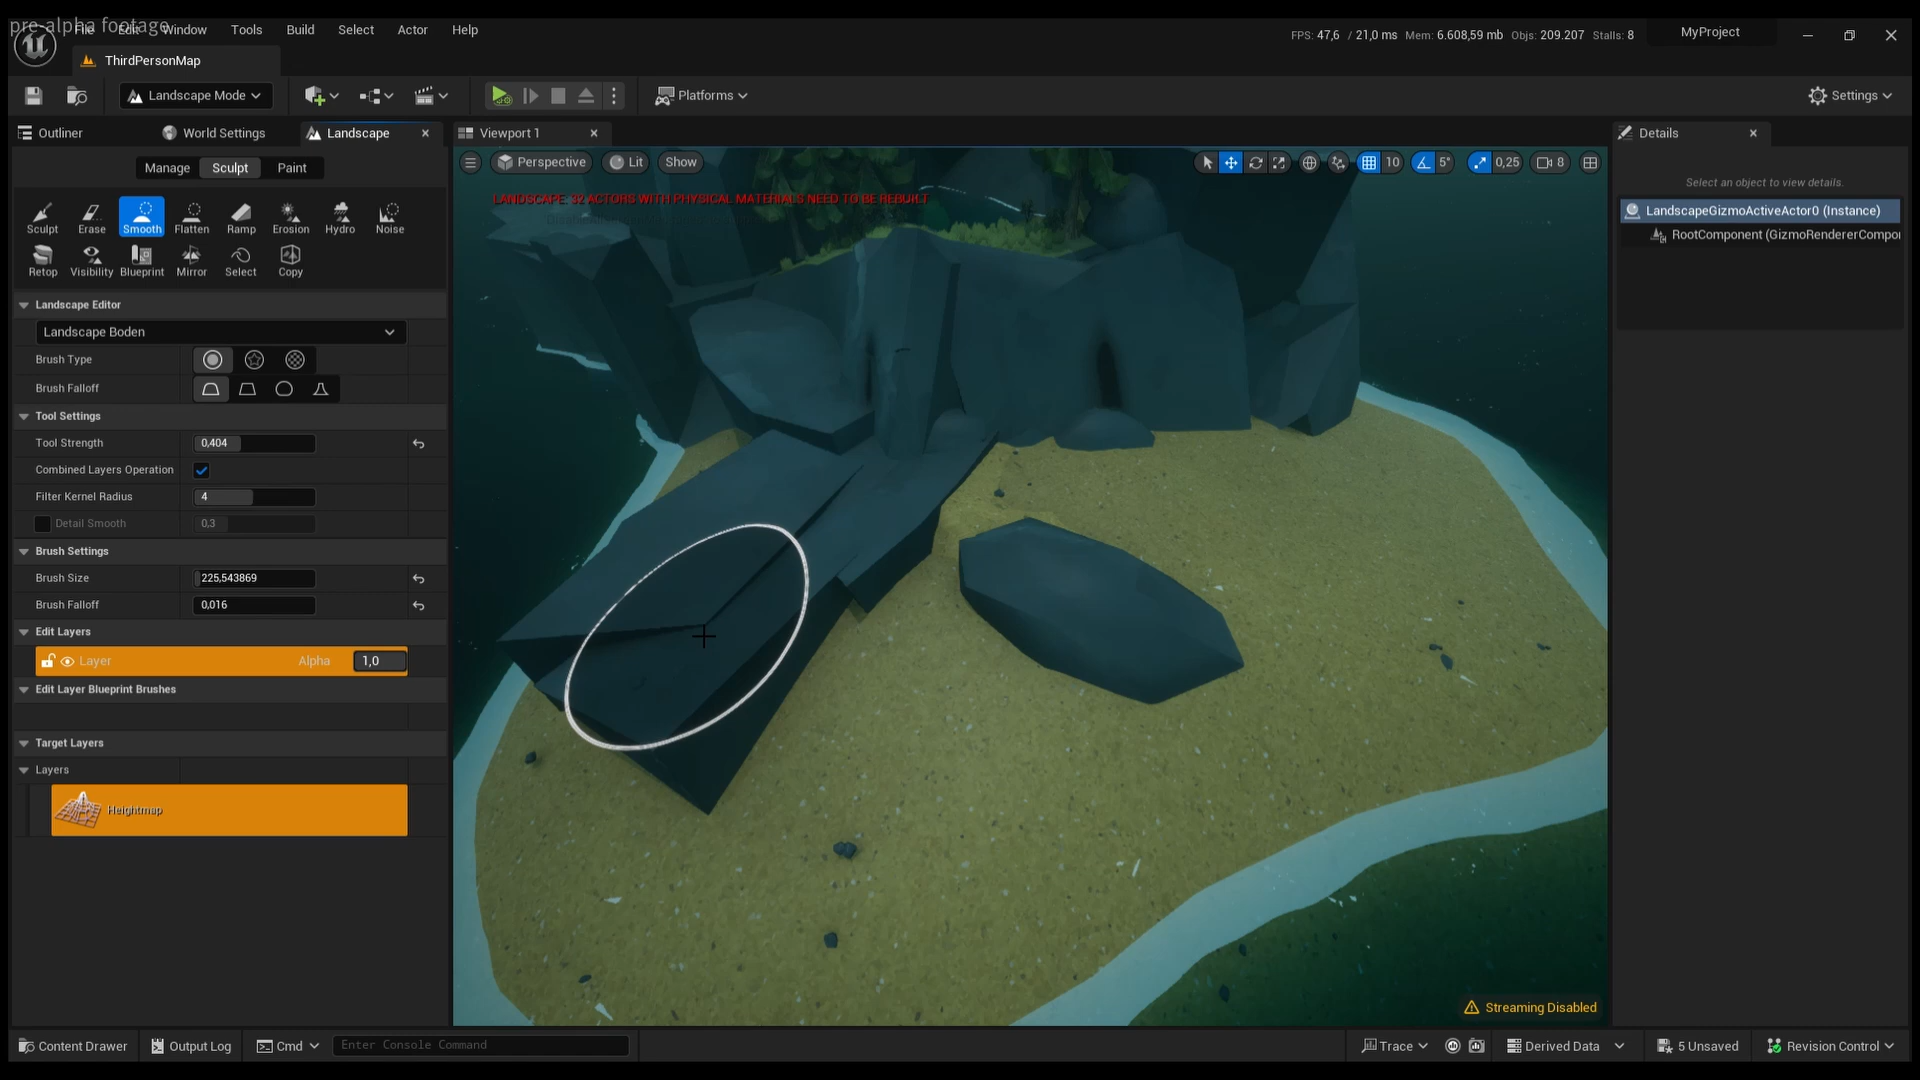 pre-alpha footage
File Edit Window Tools Build Select Actor Help
FPS: 47,6 / 21,0 ms Mem: 6.608,59 mb Objs: 209.207 Stalls: 8
MyProject
ThirdPersonMap
Landscape Mode
Platforms
Settings
Outliner
World Settings
Landscape
Viewport 1
Details
Manage Sculpt Paint
Perspective Lit Show
10 5° 0,25 8
Select an object to view details.
LANDSCAPE: 32 ACTORS WITH PHYSICAL MATERIALS NEED TO BE REBUILT
LandscapeGizmoActiveActor0 (Instance)
RootComponent (GizmoRendererCompo
Sculpt Erase Smooth Flatten Ramp Erosion Hydro Noise
Retop Visibility Blueprint Mirror Select Copy
Landscape Editor
Landscape Boden
Brush Type
Brush Falloff
Tool Settings
Tool Strength 0,404
Combined Layers Operation
Filter Kernel Radius 4
Detail Smooth 0,3
Brush Settings
Brush Size 225,543869
Brush Falloff 0,016
Edit Layers
Layer Alpha 1,0
Edit Layer Blueprint Brushes
Target Layers
Layers
Heightmap
Streaming Disabled
Content Drawer Output Log Cmd Enter Console Command
Trace Derived Data 5 Unsaved Revision Control